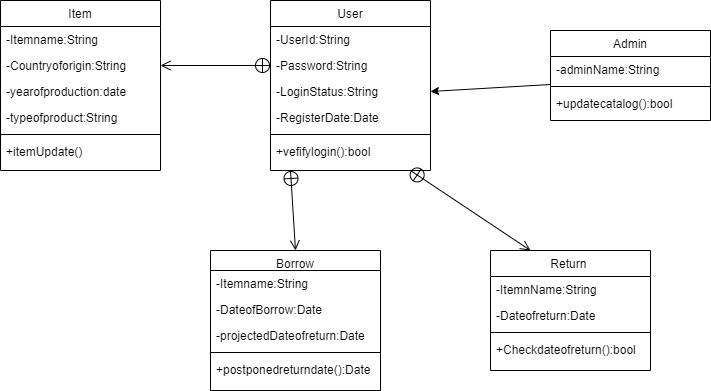 Item
-Itemname:String
-Countryoforigin:String
-yearofproduction:date
-typeofproduct:String
+itemUpdate()
User
-UserId:String
-Password:String
-LoginStatus:String
-RegisterDate:Date
+vefifylogin():bool
Admin
-adminName:String
+updatecatalog():bool
Borrow
-Itemname:String
-DateofBorrow:Date
-projectedDateofreturn:Date
+postponedreturndate():Date
Return
-ItemnName:String
-Dateofreturn:Date
+Checkdateofreturn():bool